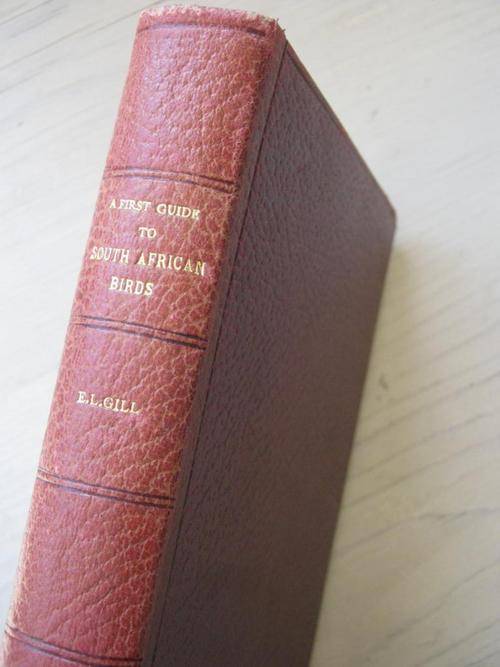 A FIRST GUIDE
TO
SOUTH AFRICAN
BIRDS
E.L.GILL